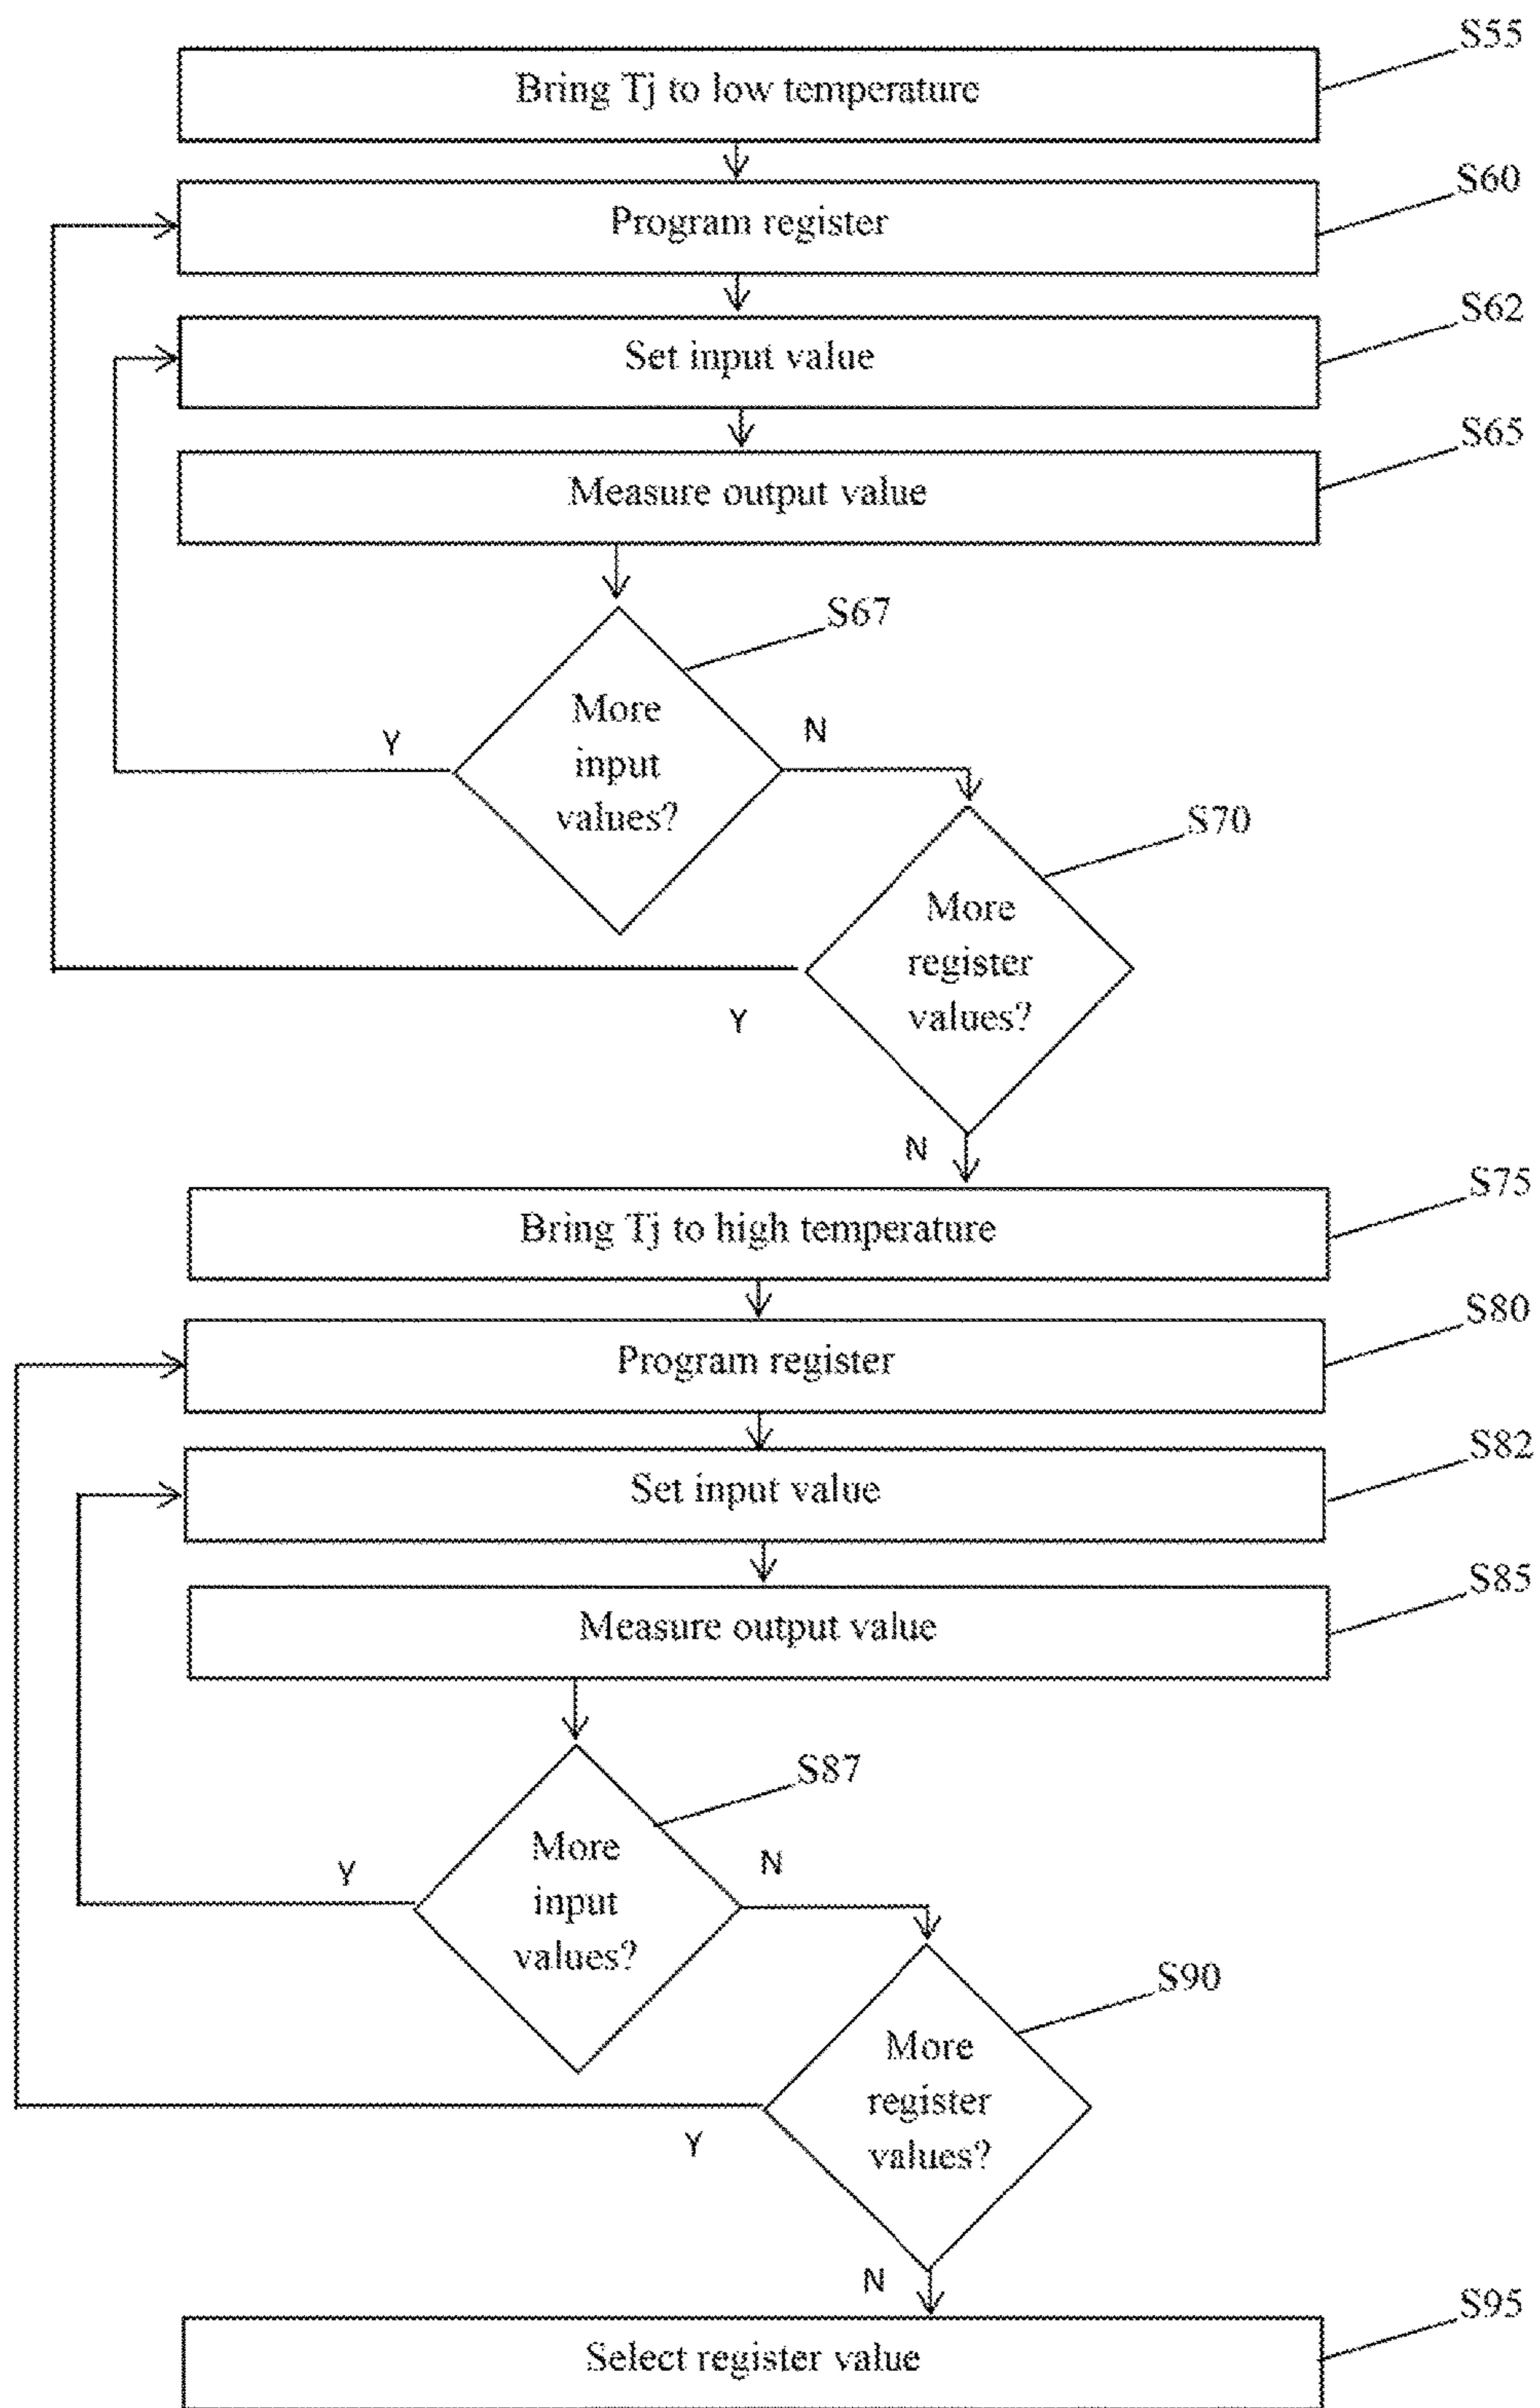 S55
Bring Tj to low temperature
S60
Program register
S62
Set input value
S65
Measure output value
S67
More
input
values?
Y
N
S70
More
register
values?
Y
N
S75
Bring Tj to high temperature
S80
Program register
S82
Set input value
S85
Measure output value
S87
More
input
values?
Y
N
S90
More
register
values?
Y
N
S95
Select register value